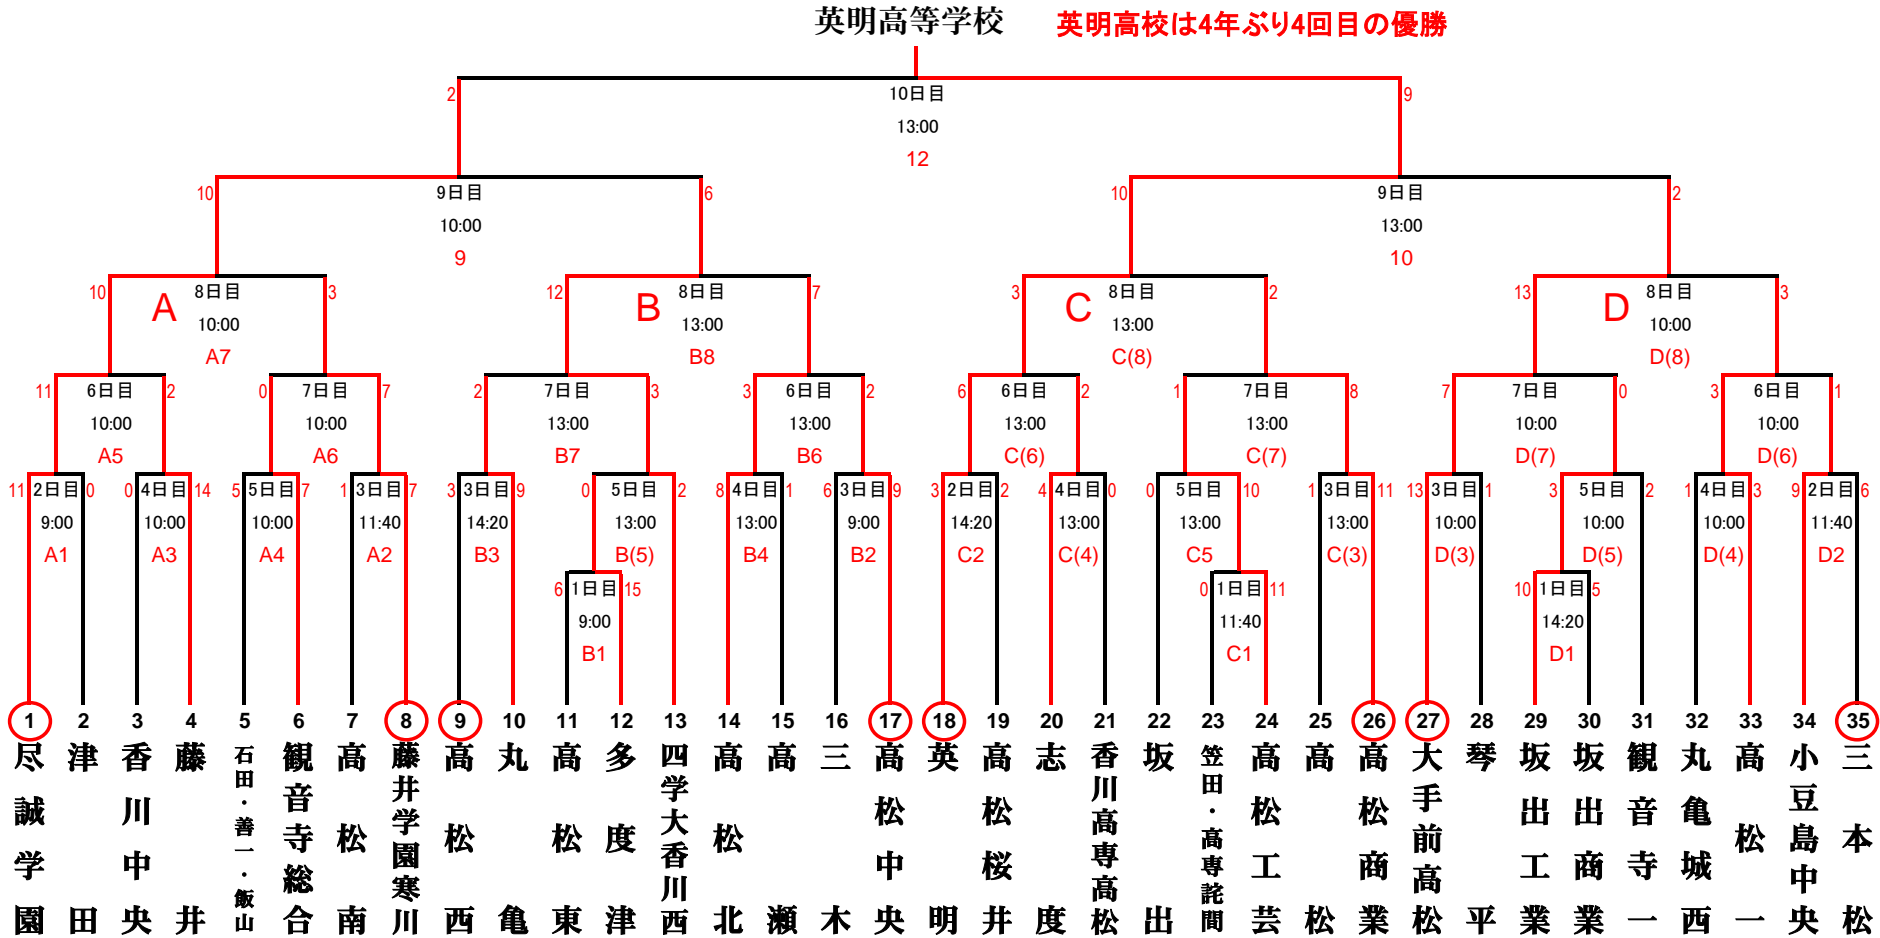 英明高等学校 英明高校は4年ぶり4回目の優勝
2 10日目 9
13:00
12
10 9日目 6 10 9日目 2
10:00 13:00
9 10
10 A 8日目 3 12 B 8日目 7 3 C 8日目 2 13 D 8日目 3
10:00 13:00 13:00 10:00
A7 B8 C(8) D(8)
11 6日目 2 0 7日目 7 2 7日目 3 3 6日目 2 6 6日目 2 1 7日目 8 7 7日目 0 3 6日目 1
10:00 10:00 13:00 13:00 13:00 13:00 10:00 10:00
A5 A6 B7 B6 C(6) C(7) D(7) D(6)
11 2日目 0 0 4日目 14 5 5日目 7 1 3日目 7 3 3日目 9 0 5日目 2 8 4日目 1 6 3日目 9 3 2日目 2 4 4日目 0 0 5日目 10 1 3日目 11 13 3日目 1 3 5日目 2 1 4日目 3 9 2日目 6
9:00 10:00 10:00 11:40 14:20 13:00 13:00 9:00 14:20 13:00 13:00 13:00 10:00 10:00 10:00 11:40
A1 A3 A4 A2 B3 B(5) B4 B2 C2 C(4) C5 C(3) D(3) D(5) D(4) D2
6 1日目 15 0 1日目 11 10 1日目 5
9:00 11:40 14:20
B1 C1 D1
1 2 3 4 5 6 7 8 9 10 11 12 13 14 15 16 17 18 19 20 21 22 23 24 25 26 27 28 29 30 31 32 33 34 35
尽誠学園
津田
香川中央
藤井
石田・善一・飯山
観音寺総合
高松南
藤井学園寒川
高松西
丸亀
高松東
多度津
四学大香川西
高松北
高瀬
三木
高松中央
英明
高松桜井
志度
香川高専高松
坂出
笠田・高専詫間
高松工芸
高松
高松商業
大手前高松
琴平
坂出工業
坂出商業
観音寺一
丸亀城西
高松一
小豆島中央
三本松